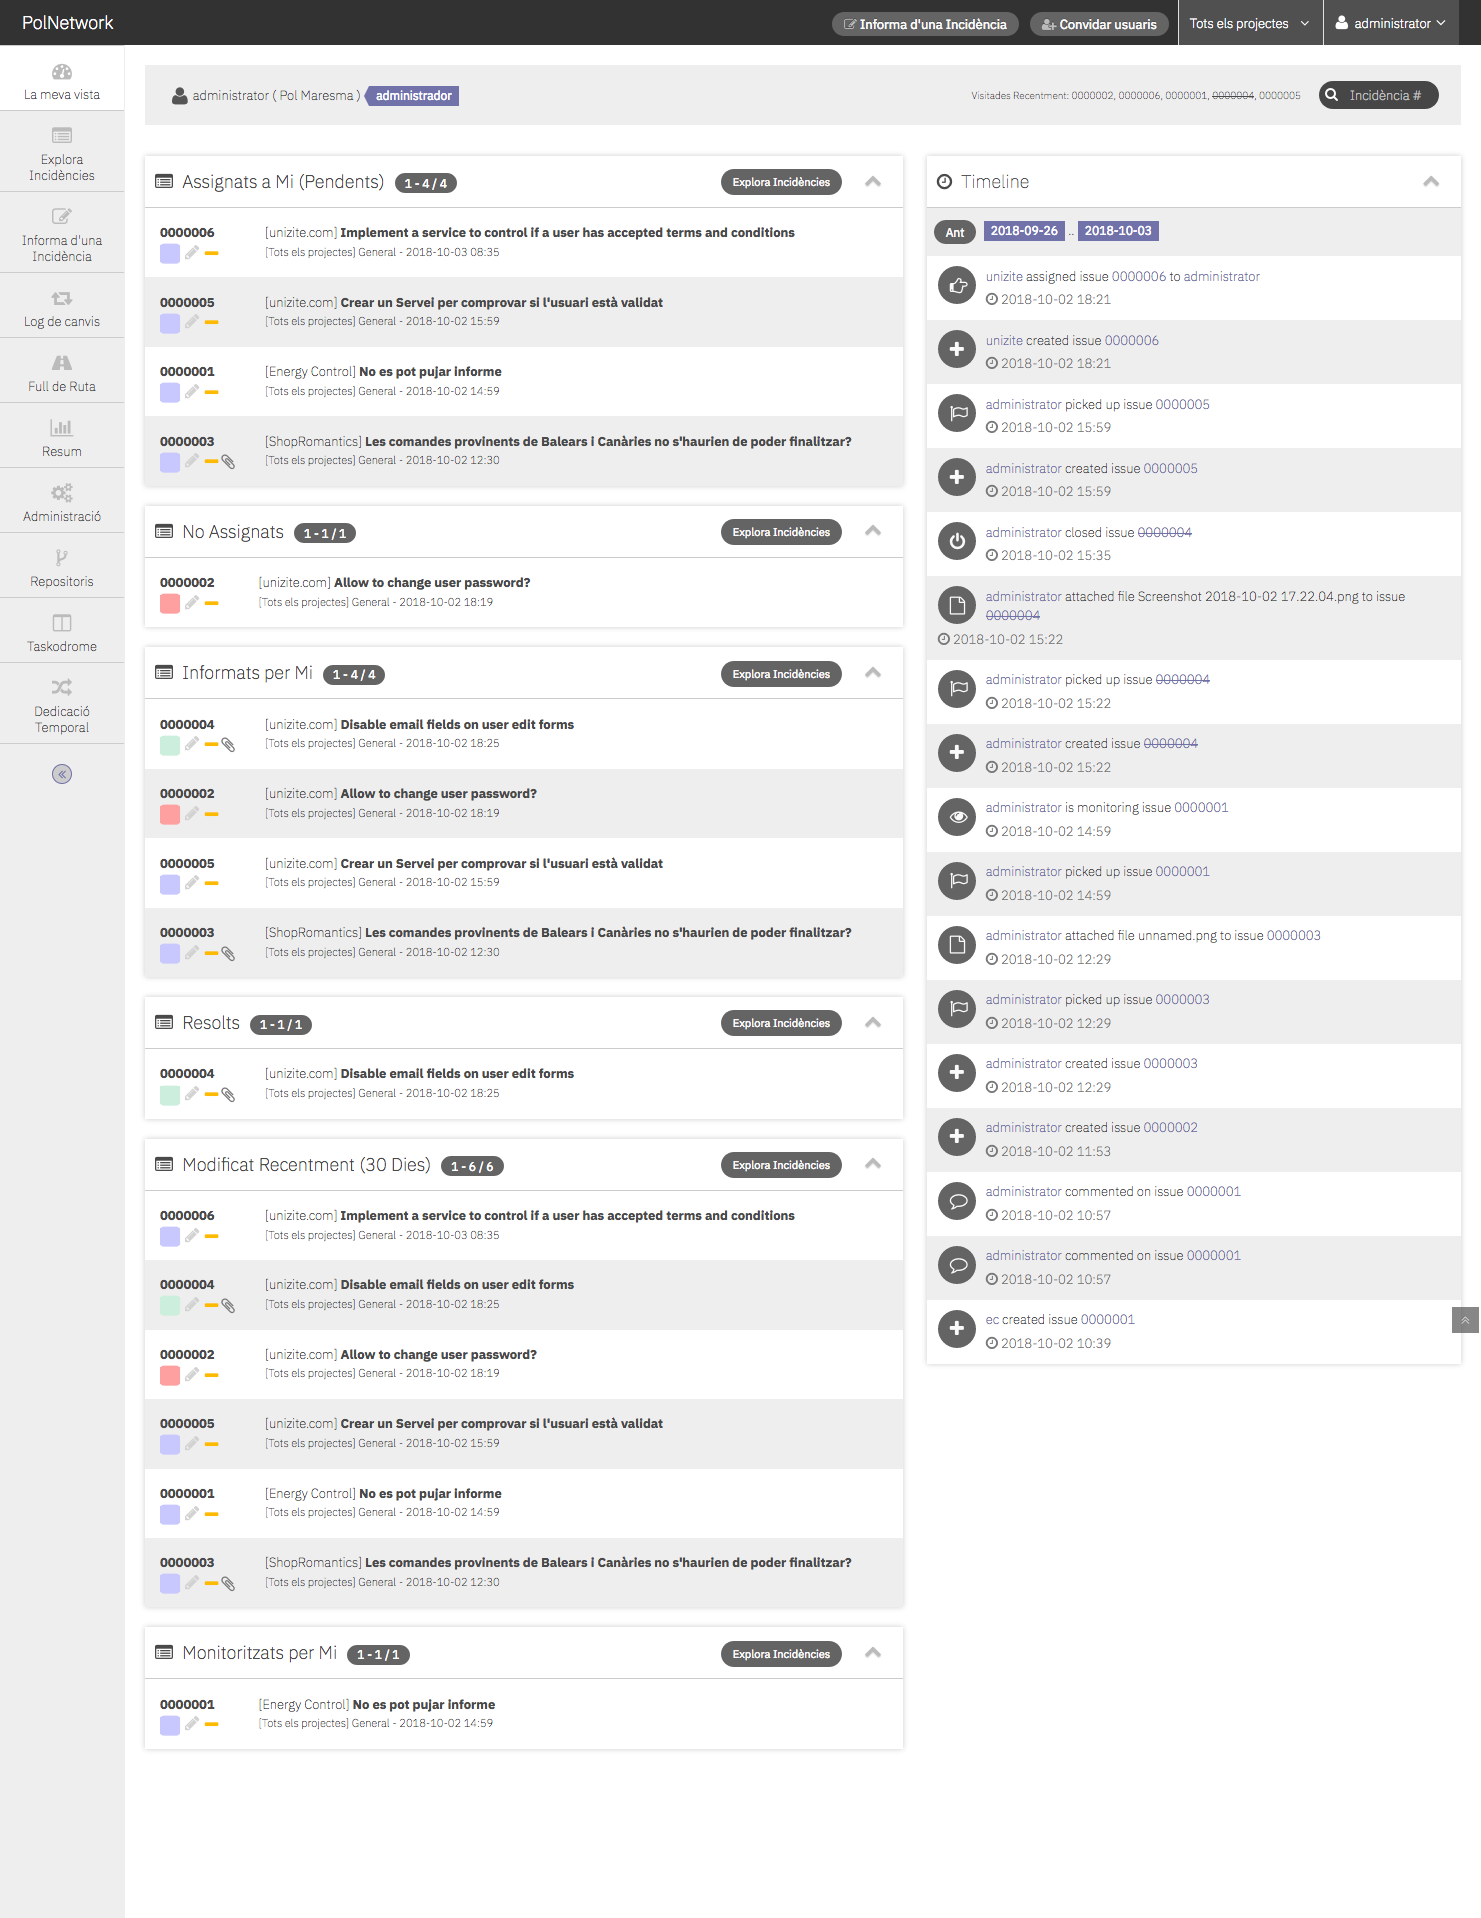 PolNetwork
Informa d'una Incidència
Convidar usuaris
Tots els projectes
administrator
La meva vista
Explora
Incidències
Informa d'una
Incidència
Log de canvis
Full de Ruta
Resum
Administració
Repositoris
Taskodrome
Dedicació
Temporal
administrator ( Pol Maresma ) administrador
Visitades Recentment: 0000002, 0000006, 0000001, 0000004, 0000005
Incidència #
Assignats a Mi (Pendents) 1 - 4 / 4 Explora Incidències
0000006 [unizite.com] Implement a service to control if a user has accepted terms and conditions
[Tots els projectes] General - 2018-10-03 08:35
0000005 [unizite.com] Crear un Servei per comprovar si l'usuari està validat
[Tots els projectes] General - 2018-10-02 15:59
0000001 [Energy Control] No es pot pujar informe
[Tots els projectes] General - 2018-10-02 14:59
0000003 [ShopRomantics] Les comandes provinents de Balears i Canàries no s'haurien de poder finalitzar?
[Tots els projectes] General - 2018-10-02 12:30
No Assignats 1 - 1 / 1 Explora Incidències
0000002 [unizite.com] Allow to change user password?
[Tots els projectes] General - 2018-10-02 18:19
Informats per Mi 1 - 4 / 4 Explora Incidències
0000004 [unizite.com] Disable email fields on user edit forms
[Tots els projectes] General - 2018-10-02 18:25
0000002 [unizite.com] Allow to change user password?
[Tots els projectes] General - 2018-10-02 18:19
0000005 [unizite.com] Crear un Servei per comprovar si l'usuari està validat
[Tots els projectes] General - 2018-10-02 15:59
0000003 [ShopRomantics] Les comandes provinents de Balears i Canàries no s'haurien de poder finalitzar?
[Tots els projectes] General - 2018-10-02 12:30
Resolts 1 - 1 / 1 Explora Incidències
0000004 [unizite.com] Disable email fields on user edit forms
[Tots els projectes] General - 2018-10-02 18:25
Modificat Recentment (30 Dies) 1 - 6 / 6 Explora Incidències
0000006 [unizite.com] Implement a service to control if a user has accepted terms and conditions
[Tots els projectes] General - 2018-10-03 08:35
0000004 [unizite.com] Disable email fields on user edit forms
[Tots els projectes] General - 2018-10-02 18:25
0000002 [unizite.com] Allow to change user password?
[Tots els projectes] General - 2018-10-02 18:19
0000005 [unizite.com] Crear un Servei per comprovar si l'usuari està validat
[Tots els projectes] General - 2018-10-02 15:59
0000001 [Energy Control] No es pot pujar informe
[Tots els projectes] General - 2018-10-02 14:59
0000003 [ShopRomantics] Les comandes provinents de Balears i Canàries no s'haurien de poder finalitzar?
[Tots els projectes] General - 2018-10-02 12:30
Monitoritzats per Mi 1 - 1 / 1 Explora Incidències
0000001 [Energy Control] No es pot pujar informe
[Tots els projectes] General - 2018-10-02 14:59
Timeline
Ant 2018-09-26 .. 2018-10-03
unizite assigned issue 0000006 to administrator
2018-10-02 18:21
unizite created issue 0000006
2018-10-02 18:21
administrator picked up issue 0000005
2018-10-02 15:59
administrator created issue 0000005
2018-10-02 15:59
administrator closed issue 0000004
2018-10-02 15:35
administrator attached file Screenshot 2018-10-02 17.22.04.png to issue
0000004
2018-10-02 15:22
administrator picked up issue 0000004
2018-10-02 15:22
administrator created issue 0000004
2018-10-02 15:22
administrator is monitoring issue 0000001
2018-10-02 14:59
administrator picked up issue 0000001
2018-10-02 14:59
administrator attached file unnamed.png to issue 0000003
2018-10-02 12:29
administrator picked up issue 0000003
2018-10-02 12:29
administrator created issue 0000003
2018-10-02 12:29
administrator created issue 0000002
2018-10-02 11:53
administrator commented on issue 0000001
2018-10-02 10:57
administrator commented on issue 0000001
2018-10-02 10:57
ec created issue 0000001
2018-10-02 10:39